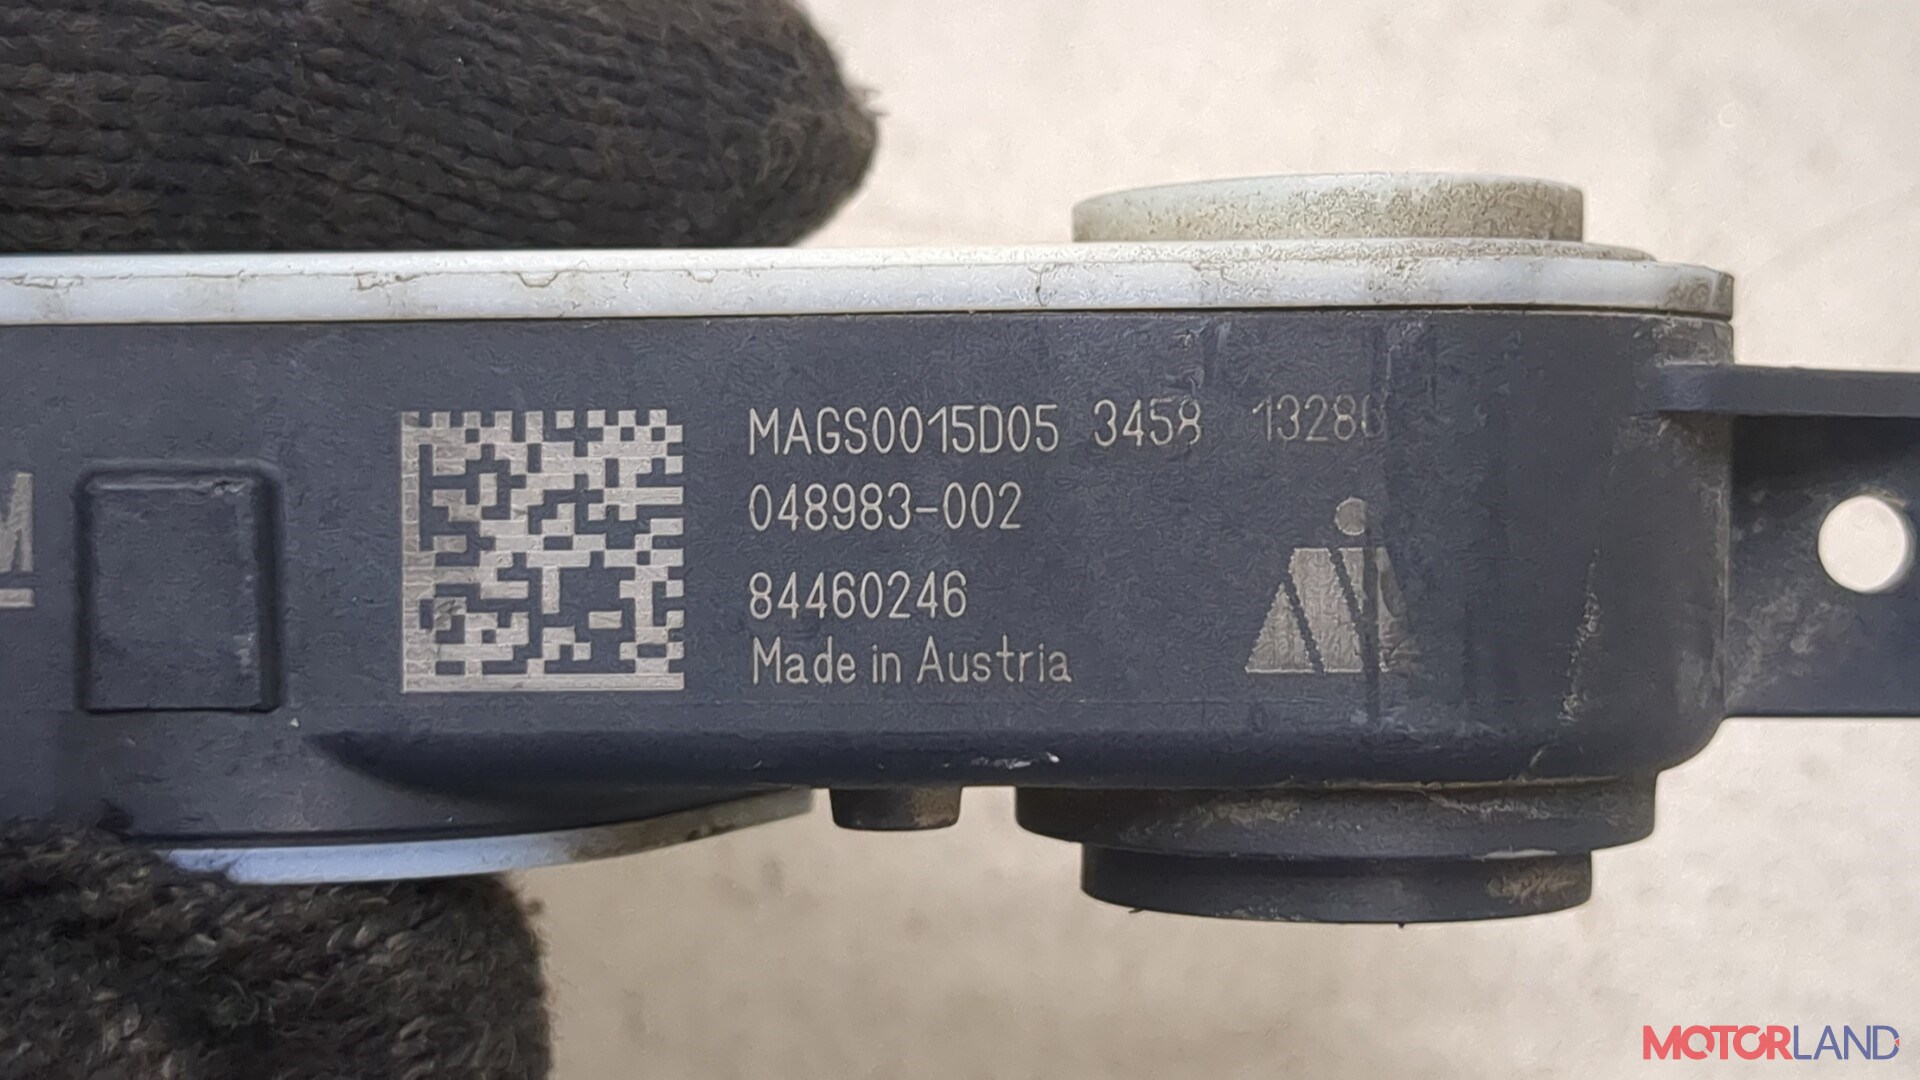 MAGS0015D05 3458
048983-002
84460246
Made in Austria
MOTORLAND